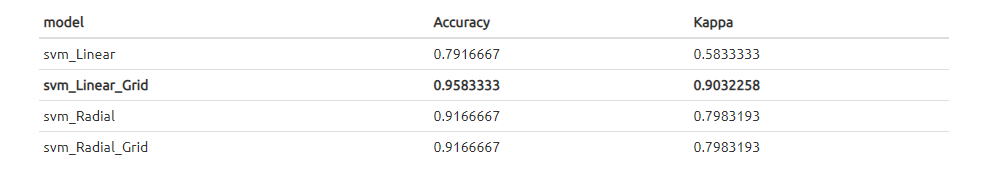 model Accuracy Kappa
svm_Linear 0.7916667 0.5833333
svm_Linear_Grid 0.9583333 0.9032258
svm_Radial 0.9166667 0.7983193
svm_Radial_Grid 0.9166667 0.7983193